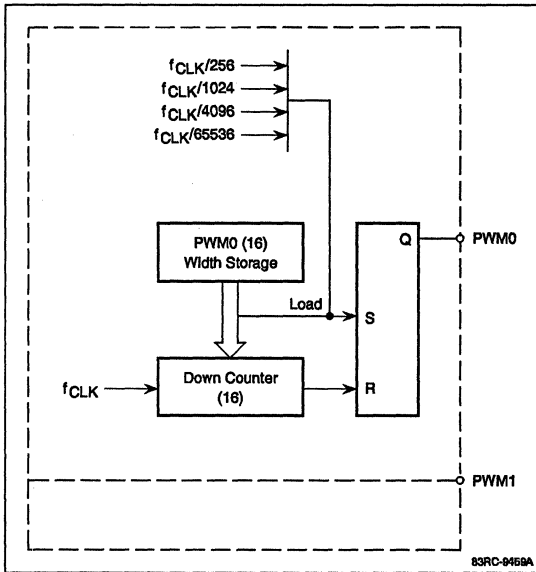 fCLK/256
fCLK/1024
fCLK/4096
fCLK/65536
PWM0 (16)
Width Storage
Q
PWM0
Load
S
fCLK
Down Counter
(16)
R
PWM1
83RC-9459A